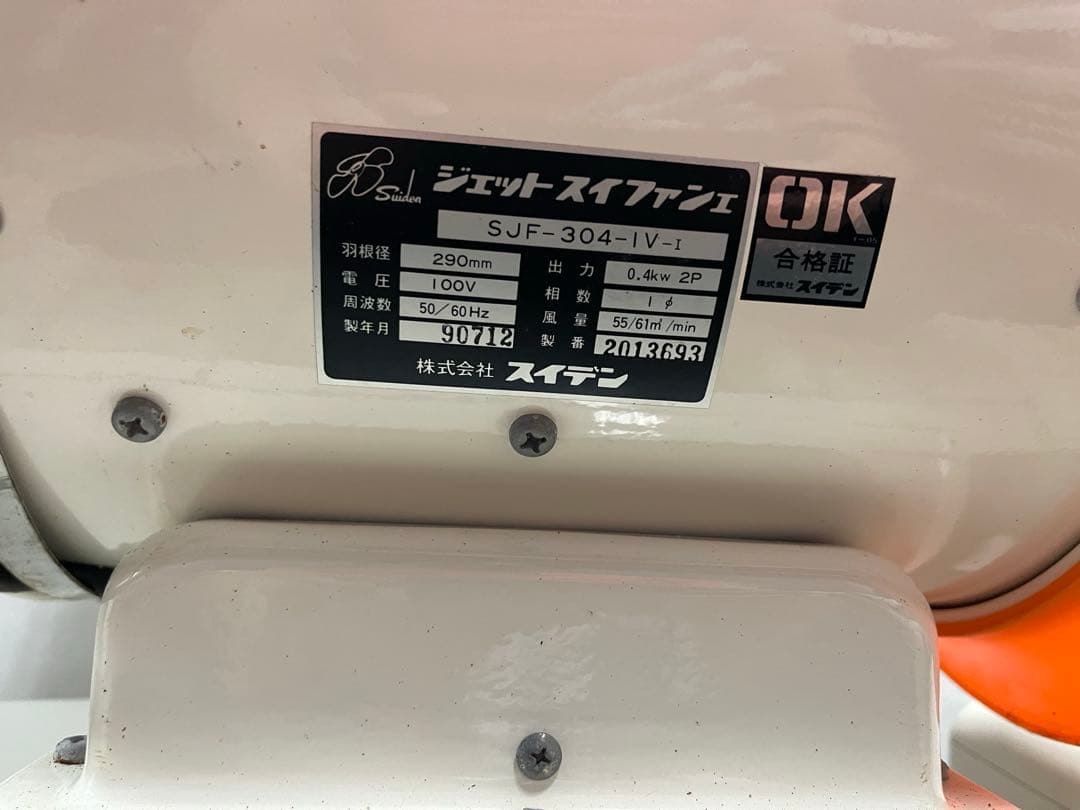 Suiden ジェット スイファンエ
SJF-304-1V-I
羽根径 290mm 出力 0.4kw 2P
電圧 100V 相数 1φ
周波数 50/60Hz 風量 55/61㎥/min
製年月 90712 製番 2013693
株式会社 スイデン
OK
合格証
株式会社 スイデン